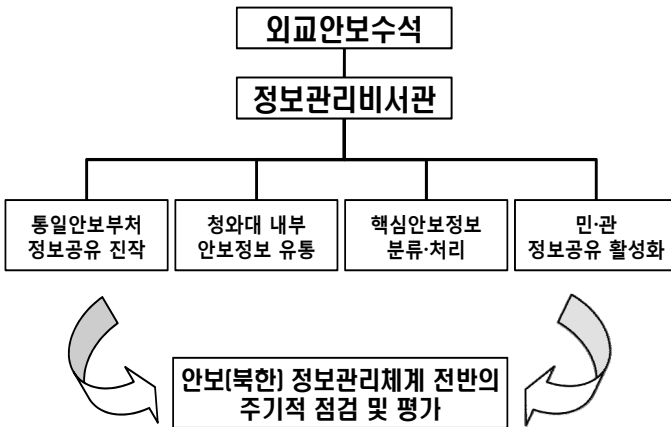 외교안보수석
정보관리비서관
통일안보부처
정보공유 진작
청와대 내부
안보정보 유통
핵심안보정보
분류·처리
민·관
정보공유 활성화
안보(북한) 정보관리체계 전반의
주기적 점검 및 평가